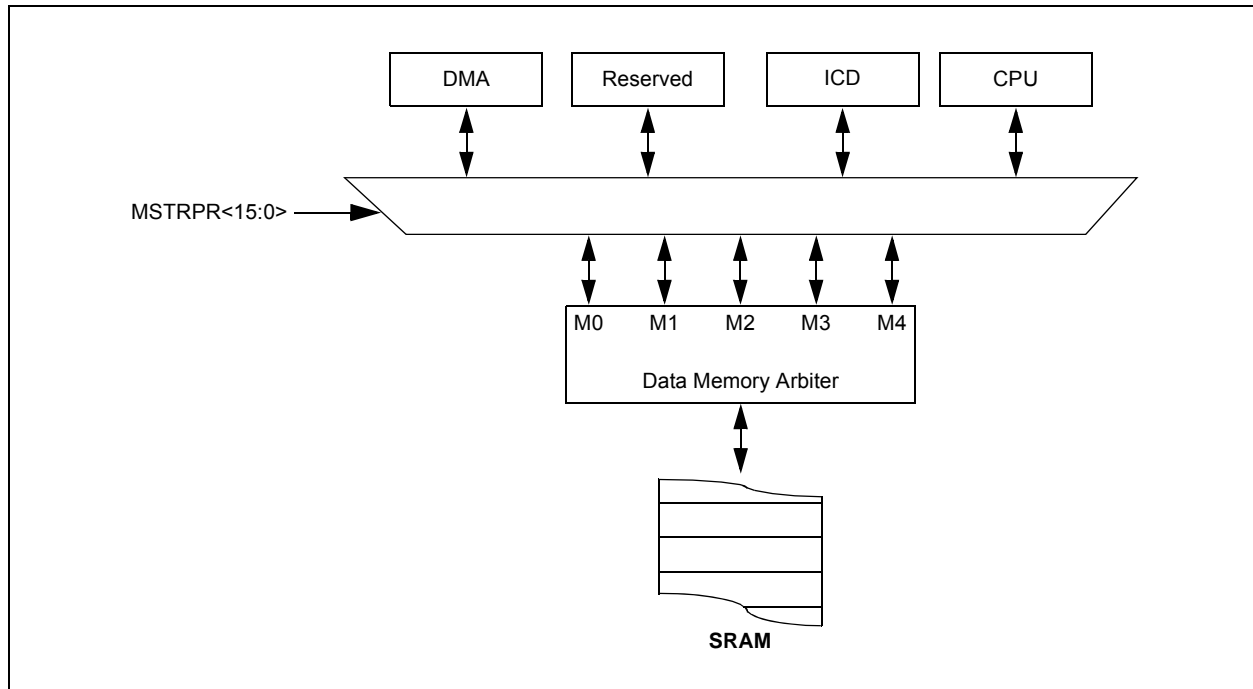 DMA Reserved ICD CPU
MSTRPR<15:0>
M0 M1 M2 M3 M4
Data Memory Arbiter
SRAM